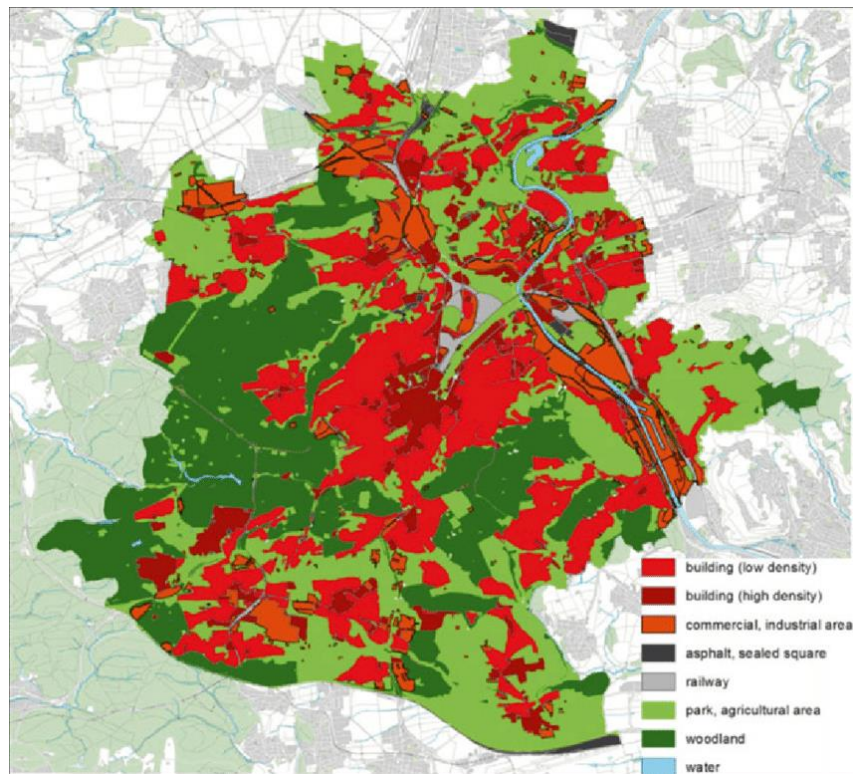 building (low density)
building (high density)
commercial, industrial area
asphalt, sealed square
railway
park, agricultural area
woodland
water